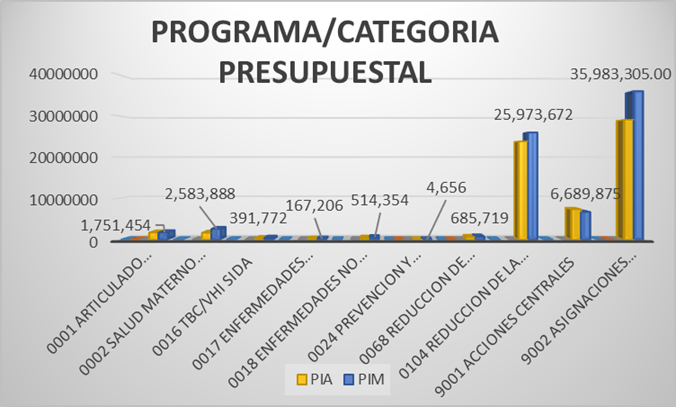 PROGRAMA/CATEGORIA
PRESUPUESTAL
40000000
30000000
20000000
10000000
0
1,751,454
2,583,888
391,772
167,206
514,354
4,656
685,719
25,973,672
6,689,875
35,983,305.00
0001 ARTICULADO...
0002 SALUD MATERNO...
0016 TBC/VHI SIDA
0017 ENFERMEDADES...
0018 ENFERMEDADES NO...
0024 PREVENCION Y...
0068 REDUCCION DE...
0104 REDUCCION DE LA...
9001 ACCIONES CENTRALES
9002 ASIGNACIONES...
PIA
PIM